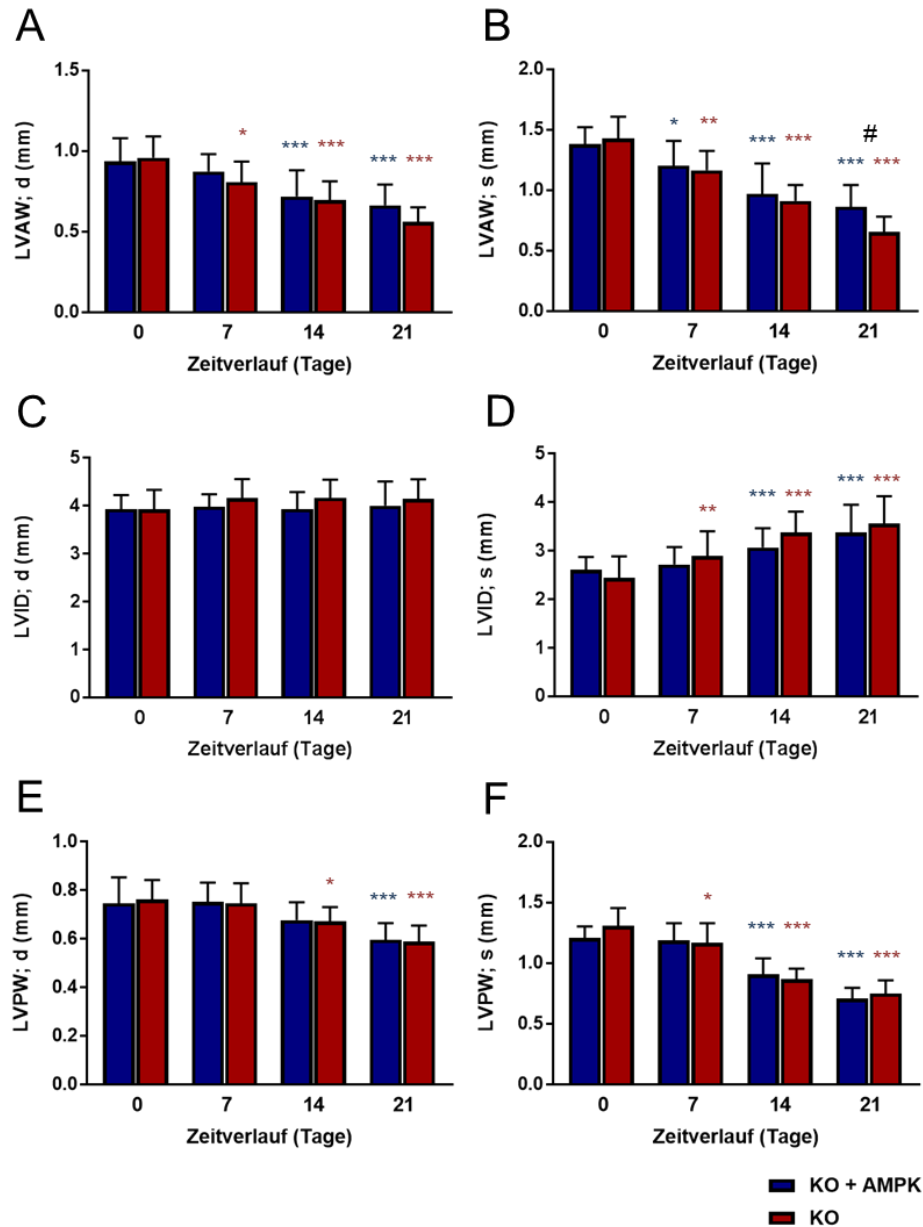 A
LVAW; d (mm)
1.5
1.0
0.5
0.0
*
*** ***
*** ***
0 7 14 21
Zeitverlauf (Tage)
B
LVAW; s (mm)
2.0
1.5
1.0
0.5
0.0
* **
*** ***
#
*** ***
0 7 14 21
Zeitverlauf (Tage)
C
LVID; d (mm)
5
4
3
2
1
0
0 7 14 21
Zeitverlauf (Tage)
D
LVID; s (mm)
5
4
3
2
1
0
**
*** ***
*** ***
0 7 14 21
Zeitverlauf (Tage)
E
LVPW; d (mm)
1.0
0.8
0.6
0.4
0.2
0.0
*
*** ***
0 7 14 21
Zeitverlauf (Tage)
F
LVPW; s (mm)
2.0
1.5
1.0
0.5
0.0
*
*** ***
*** ***
0 7 14 21
Zeitverlauf (Tage)
KO + AMPK
KO